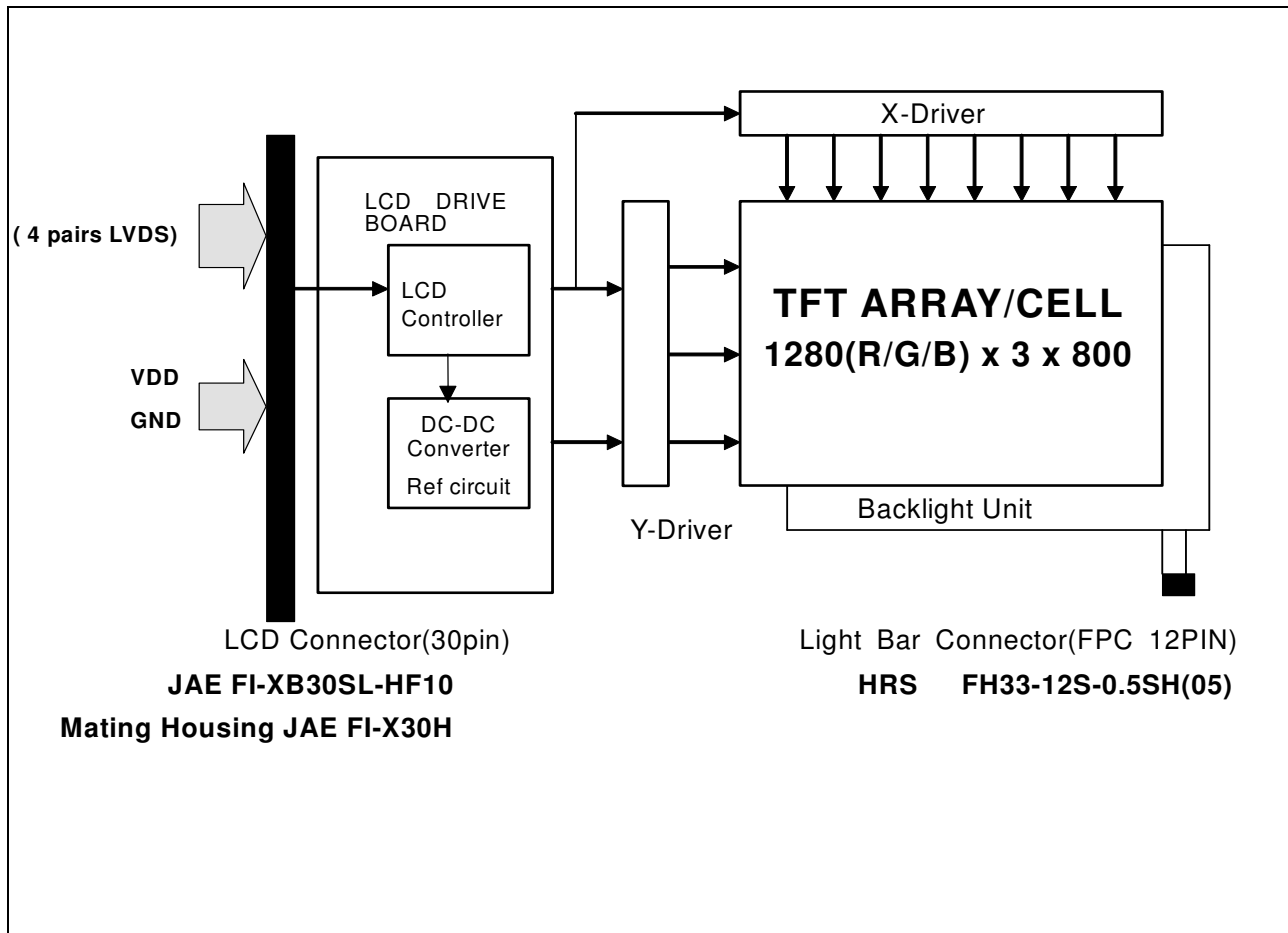 X-Driver
LCD DRIVE
BOARD
( 4 pairs LVDS)
LCD
Controller
TFT ARRAY/CELL
1280(R/G/B) x 3 x 800
VDD
GND
DC-DC
Converter
Ref circuit
Y-Driver
Backlight Unit
LCD Connector(30pin)
JAE FI-XB30SL-HF10
Mating Housing JAE FI-X30H
Light Bar Connector(FPC 12PIN)
HRS FH33-12S-0.5SH(05)